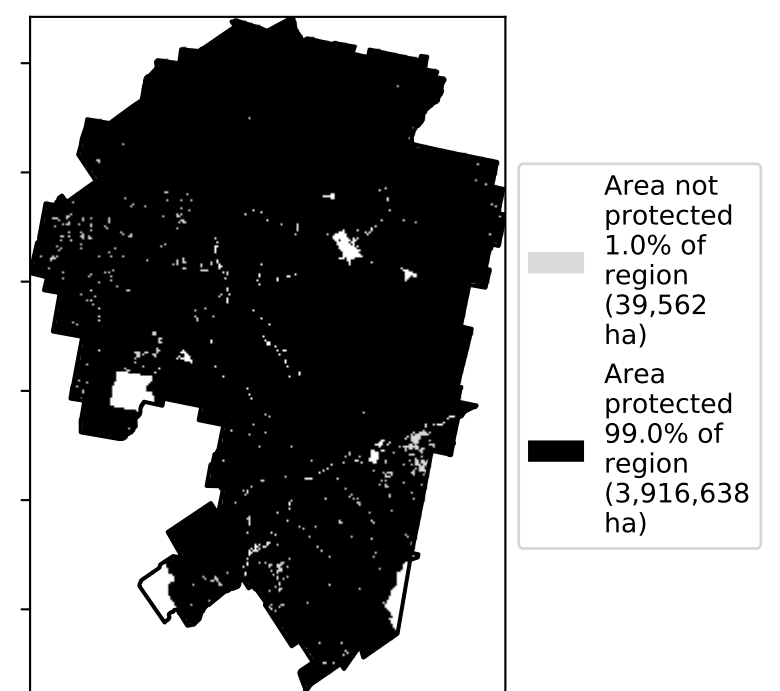 Area not
protected
1.0% of
region
(39,562
ha)
Area
protected
99.0% of
region
(3,916,638
ha)